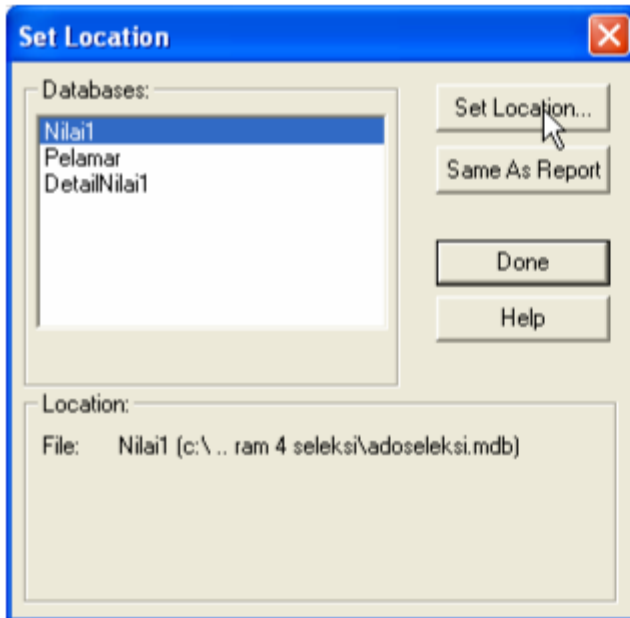 Set Location
Databases:
Nilai1
Pelamar
DetailNilai1
Set Location...
Same As Report
Done
Help
Location:
File: Nilai1 (c:\ .. ram 4 seleksi\adoseleksi.mdb)